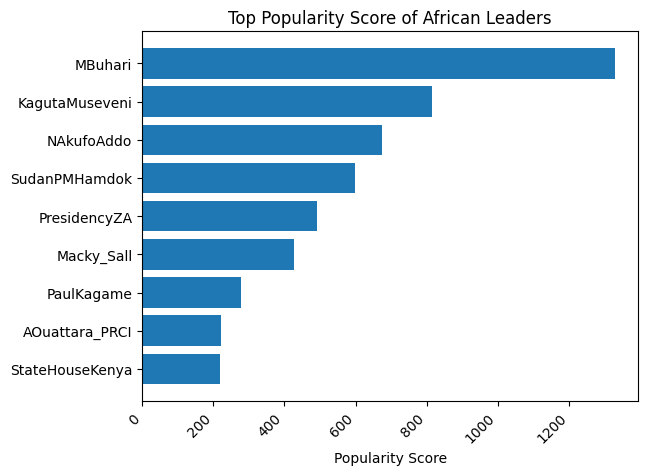 Top Popularity Score of African Leaders
MBuhari
KagutaMuseveni
NAkufoAddo
SudanPMHamdok
PresidencyZA
Macky_Sall
PaulKagame
AOuattara_PRCI
StateHouseKenya
0 200 400 600 800 1000 1200
Popularity Score